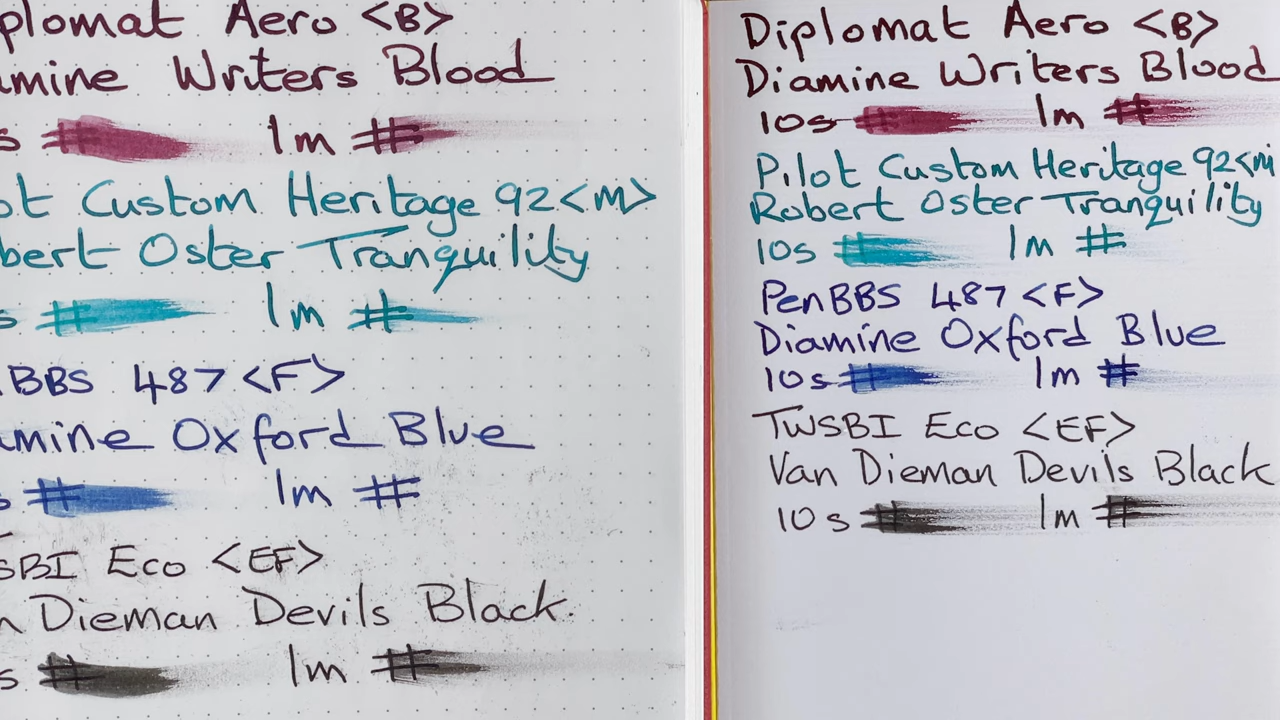 plomat Aero <B>
amine Writers Blood
s # 1m #
ot Custom Heritage 92<m>
bert Oster Tranquility
s # 1m #
.BBS 487 <F>
amine Oxford Blue
s # 1m #
SBI Eco <EF>
n Dieman Devils Black.
s # 1m #
Diplomat Aero <B>
Diamine Writers Blood
10s # 1m #
Pilot Custom Heritage 92<m
Robert Oster Tranquility
10s # 1m #
PenBBS 487 <F>
Diamine Oxford Blue
10s # 1m #
TWSBI Eco <EF>
Van Dieman Devils Black
10s # 1m #